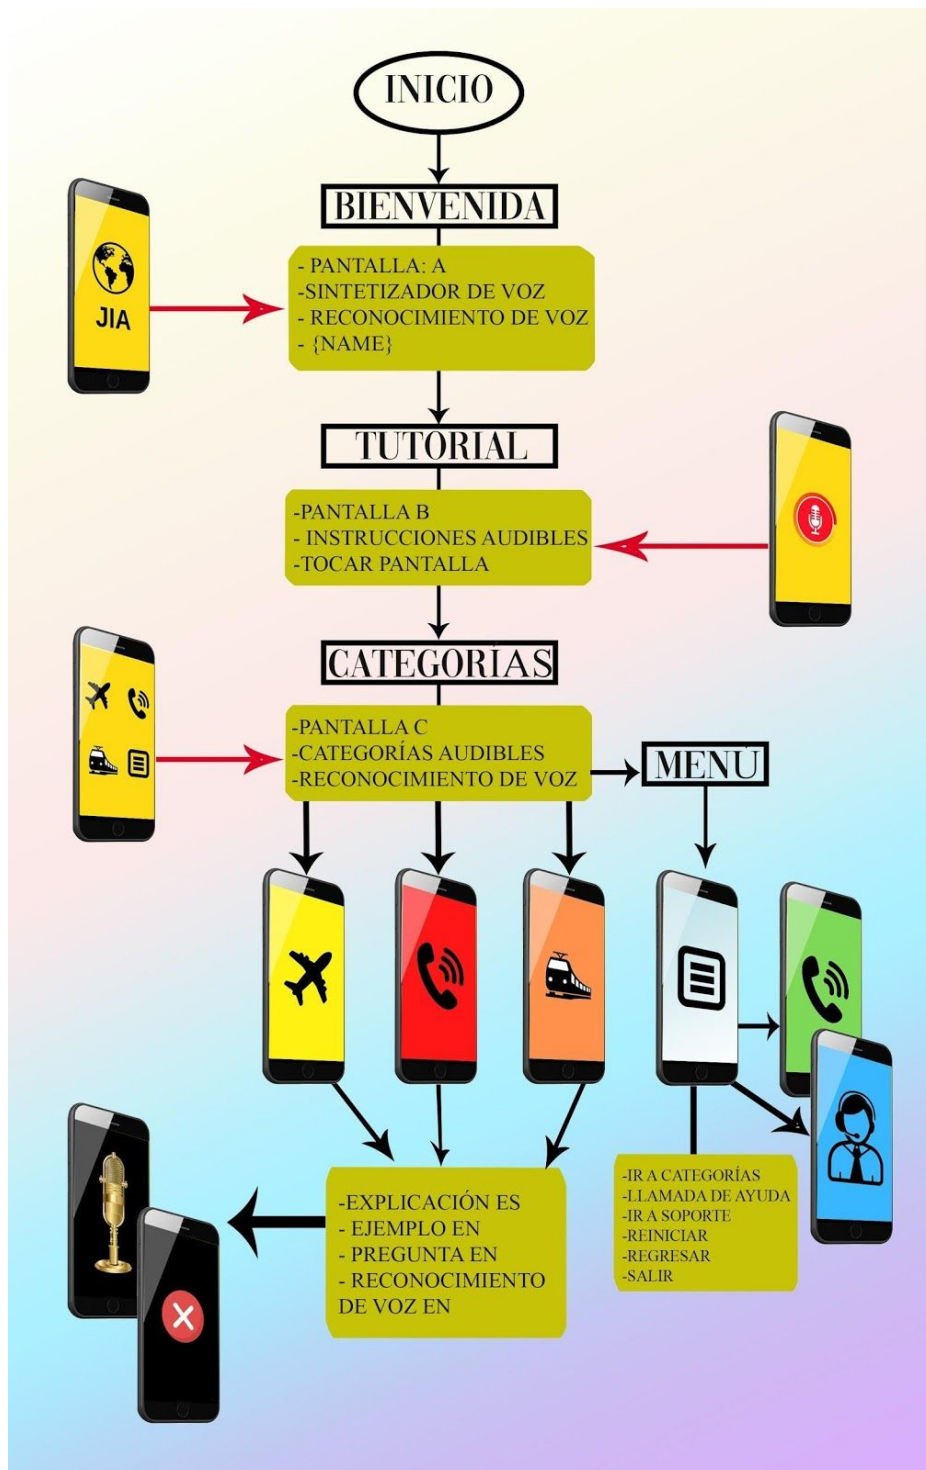 INICIO
BIENVENIDA
JIA
- PANTALLA: A
-SINTETIZADOR DE VOZ
- RECONOCIMIENTO DE VOZ
- {NAME}
TUTORIAL
-PANTALLA B
- INSTRUCCIONES AUDIBLES
-TOCAR PANTALLA
CATEGORÍAS
-PANTALLA C
-CATEGORÍAS AUDIBLES
-RECONOCIMIENTO DE VOZ
MENÚ
-EXPLICACIÓN ES
- EJEMPLO EN
- PREGUNTA EN
- RECONOCIMIENTO
DE VOZ EN
-IR A CATEGORÍAS
-LLAMADA DE AYUDA
-IR A SOPORTE
-REINICIAR
-REGRESAR
-SALIR